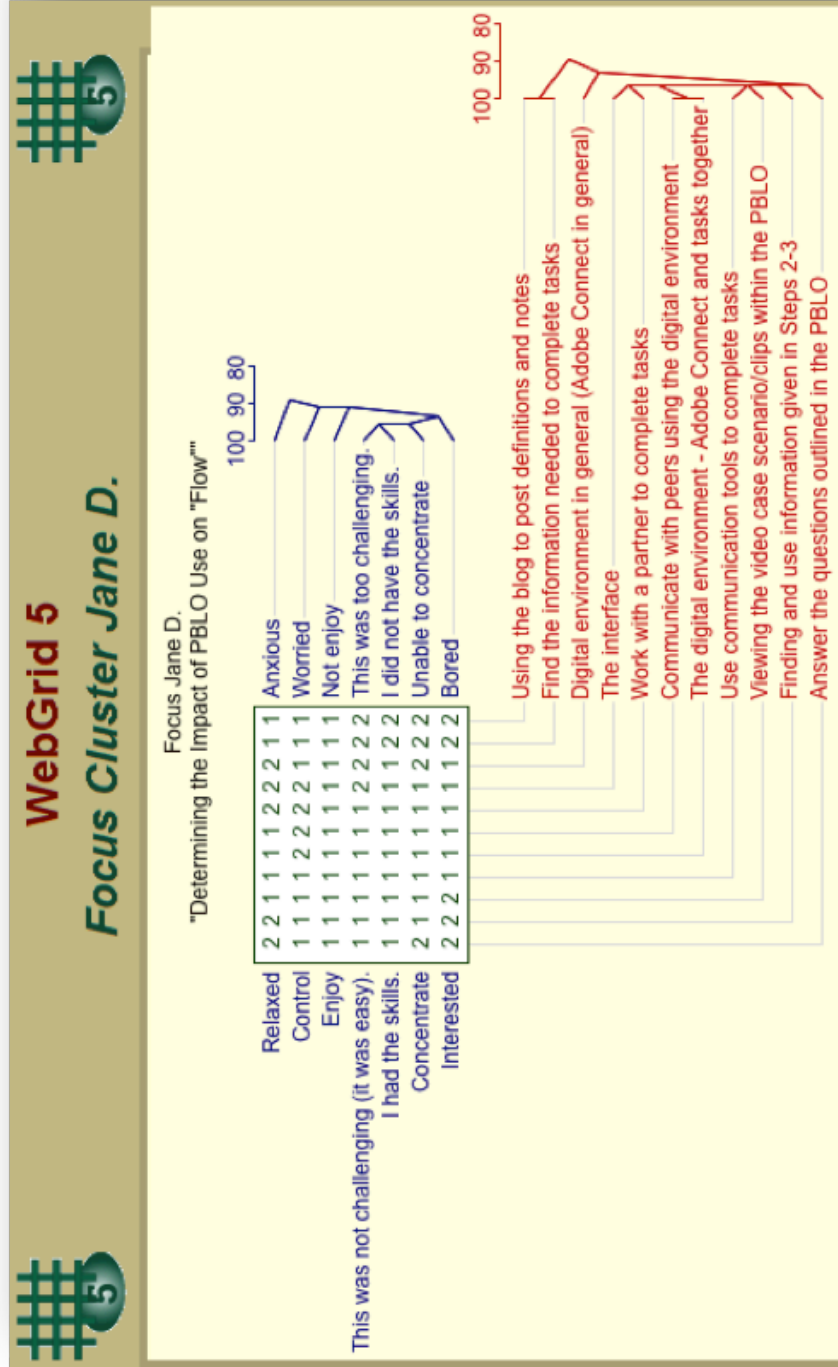 5
WebGrid 5
5
Focus Cluster Jane D.
Focus Jane D.
"Determining the Impact of PBLO Use on "Flow""
100 90 80
Relaxed 2 2 1 1 1 1 2 2 2 1 1 Anxious
Control 1 1 1 1 2 2 2 2 1 1 1 Worried
Enjoy 1 1 1 1 1 1 1 1 1 1 1 Not enjoy
This was not challenging (it was easy). 1 1 1 1 1 1 1 2 2 2 2 This was too challenging.
I had the skills. 1 1 1 1 1 1 1 1 1 2 2 I did not have the skills.
Concentrate 2 1 1 1 1 1 1 1 2 2 2 Unable to concentrate
Interested 2 2 2 1 1 1 1 1 1 2 2 Bored
100 90 80
Using the blog to post definitions and notes
Find the information needed to complete tasks
Digital environment in general (Adobe Connect in general)
The interface
Work with a partner to complete tasks
Communicate with peers using the digital environment
The digital environment - Adobe Connect and tasks together
Use communication tools to complete tasks
Viewing the video case scenario/clips within the PBLO
Finding and use information given in Steps 2-3
Answer the questions outlined in the PBLO